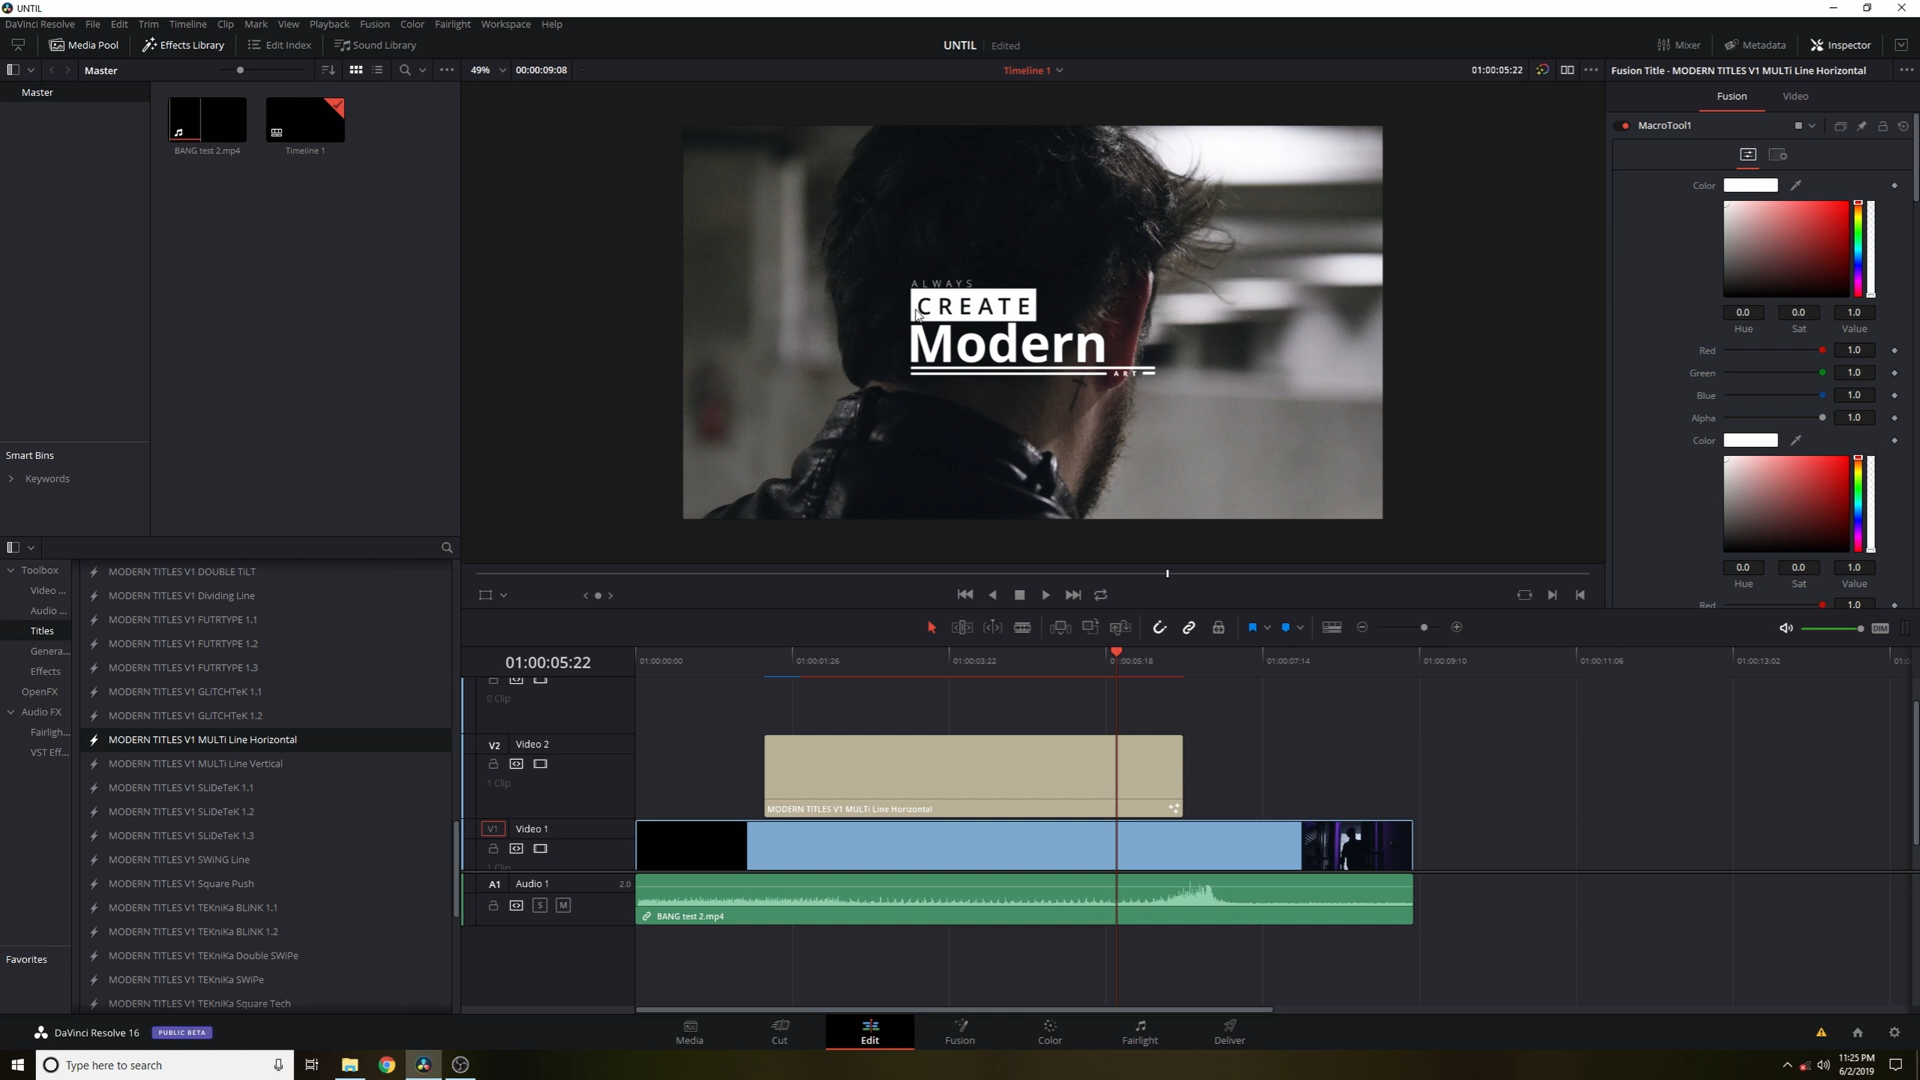 UNTIL
DaVinci Resolve File Edit Trim Timeline Clip Mark View Playback Fusion Color Fairlight Workspace Help
Media Pool Effects Library Edit Index Sound Library UNTIL Edited Mixer Metadata Inspector
Master 49% 00:00:09:08 Timeline 1 01:00:05:22 Fusion Title - MODERN TITLES V1 MULTi Line Horizontal
Master
Fusion Video
MacroTool1
BANG test 2.mp4 Timeline 1
Color
0.0 0.0 1.0
Hue Sat Value
Red 1.0
Green 1.0
Blue 1.0
Alpha 1.0
Color
0.0 0.0 1.0
Hue Sat Value
Red 1.0
ALWAYS
CREATE
Modern
ART
Smart Bins
Keywords
Toolbox
Video ...
Audio ...
Titles
Genera...
Effects
OpenFX
Audio FX
Fairligh...
VST Eff...
Favorites
MODERN TITLES V1 DOUBLE TiLT
MODERN TITLES V1 Dividing Line
MODERN TITLES V1 FUTRTYPE 1.1
MODERN TITLES V1 FUTRTYPE 1.2
MODERN TITLES V1 FUTRTYPE 1.3
MODERN TITLES V1 GLiTCHTeK 1.1
MODERN TITLES V1 GLiTCHTeK 1.2
MODERN TITLES V1 MULTi Line Horizontal
MODERN TITLES V1 MULTi Line Vertical
MODERN TITLES V1 SLiDeTeK 1.1
MODERN TITLES V1 SLiDeTeK 1.2
MODERN TITLES V1 SLiDeTeK 1.3
MODERN TITLES V1 SWiNG Line
MODERN TITLES V1 Square Push
MODERN TITLES V1 TEKniKa BLiNK 1.1
MODERN TITLES V1 TEKniKa BLiNK 1.2
MODERN TITLES V1 TEKniKa Double SWiPe
MODERN TITLES V1 TEKniKa SWiPe
MODERN TITLES V1 TEKniKa Square Tech
DIM
01:00:05:22 01:00:00:00 01:00:01:26 01:00:03:22 01:00:05:18 01:00:07:14 01:00:09:10 01:00:11:06 01:00:13:02
0 Clip
V2 Video 2
1 Clip
MODERN TITLES V1 MULTi Line Horizontal
V1 Video 1
1 Clip
A1 Audio 1 2.0
S M
BANG test 2.mp4
DaVinci Resolve 16 PUBLIC BETA
Media Cut Edit Fusion Color Fairlight Deliver
Type here to search
11:25 PM
6/2/2019